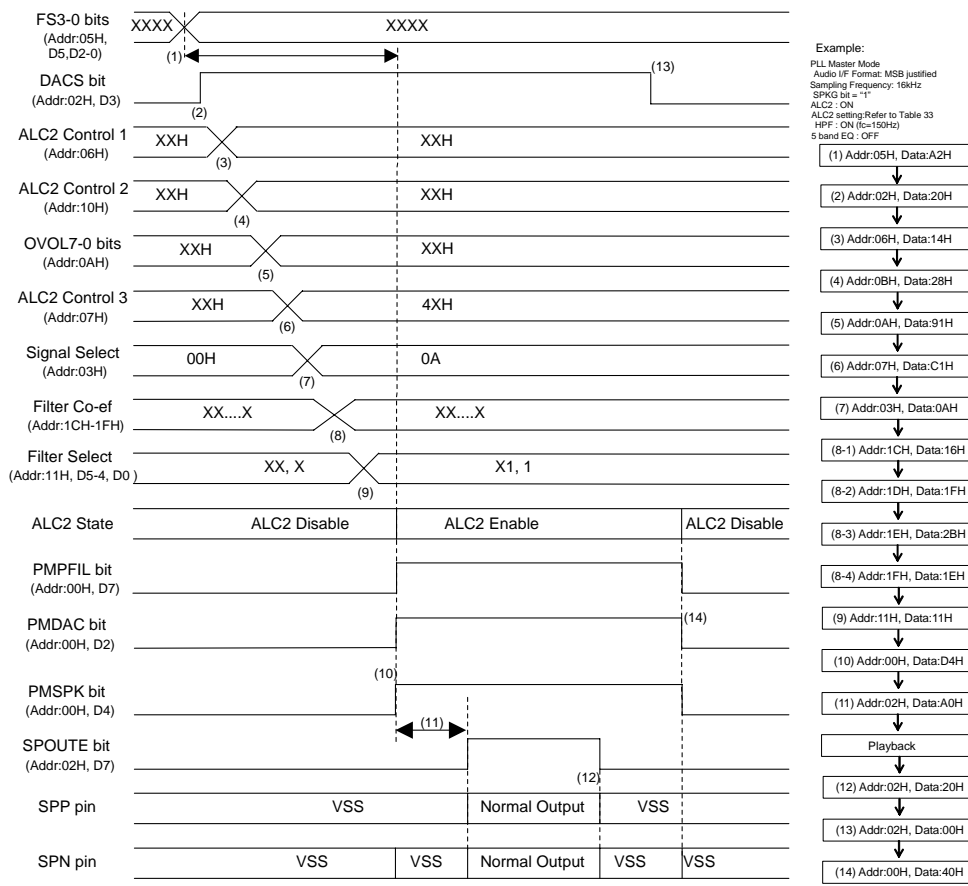 FS3-0 bits
(Addr:05H,
D5,D2-0)
XXXX
XXXX
(1)
DACS bit
(Addr:02H, D3)
(2)
(13)
ALC2 Control 1
(Addr:06H)
XXH
XXH
(3)
ALC2 Control 2
(Addr:10H)
XXH
XXH
(4)
OVOL7-0 bits
(Addr:0AH)
XXH
XXH
(5)
ALC2 Control 3
(Addr:07H)
XXH
4XH
(6)
Signal Select
(Addr:03H)
00H
0A
(7)
Filter Co-ef
(Addr:1CH-1FH)
XX....X
XX....X
(8)
Filter Select
(Addr:11H, D5-4, D0 )
XX, X
X1, 1
(9)
ALC2 State
ALC2 Disable
ALC2 Enable
ALC2 Disable
PMPFIL bit
(Addr:00H, D7)
PMDAC bit
(Addr:00H, D2)
(14)
(10)
PMSPK bit
(Addr:00H, D4)
(11)
SPOUTE bit
(Addr:02H, D7)
(12)
SPP pin
VSS
Normal Output
VSS
SPN pin
VSS
VSS
Normal Output
VSS
VSS
Example:
PLL Master Mode
Audio I/F Format: MSB justified
Sampling Frequency: 16kHz
SPKG bit = “1”
ALC2 : ON
ALC2 setting:Refer to Table 33
HPF : ON (fc=150Hz)
5 band EQ : OFF
(1) Addr:05H, Data:A2H
(2) Addr:02H, Data:20H
(3) Addr:06H, Data:14H
(4) Addr:0BH, Data:28H
(5) Addr:0AH, Data:91H
(6) Addr:07H, Data:C1H
(7) Addr:03H, Data:0AH
(8-1) Addr:1CH, Data:16H
(8-2) Addr:1DH, Data:1FH
(8-3) Addr:1EH, Data:2BH
(8-4) Addr:1FH, Data:1EH
(9) Addr:11H, Data:11H
(10) Addr:00H, Data:D4H
(11) Addr:02H, Data:A0H
Playback
(12) Addr:02H, Data:20H
(13) Addr:02H, Data:00H
(14) Addr:00H, Data:40H